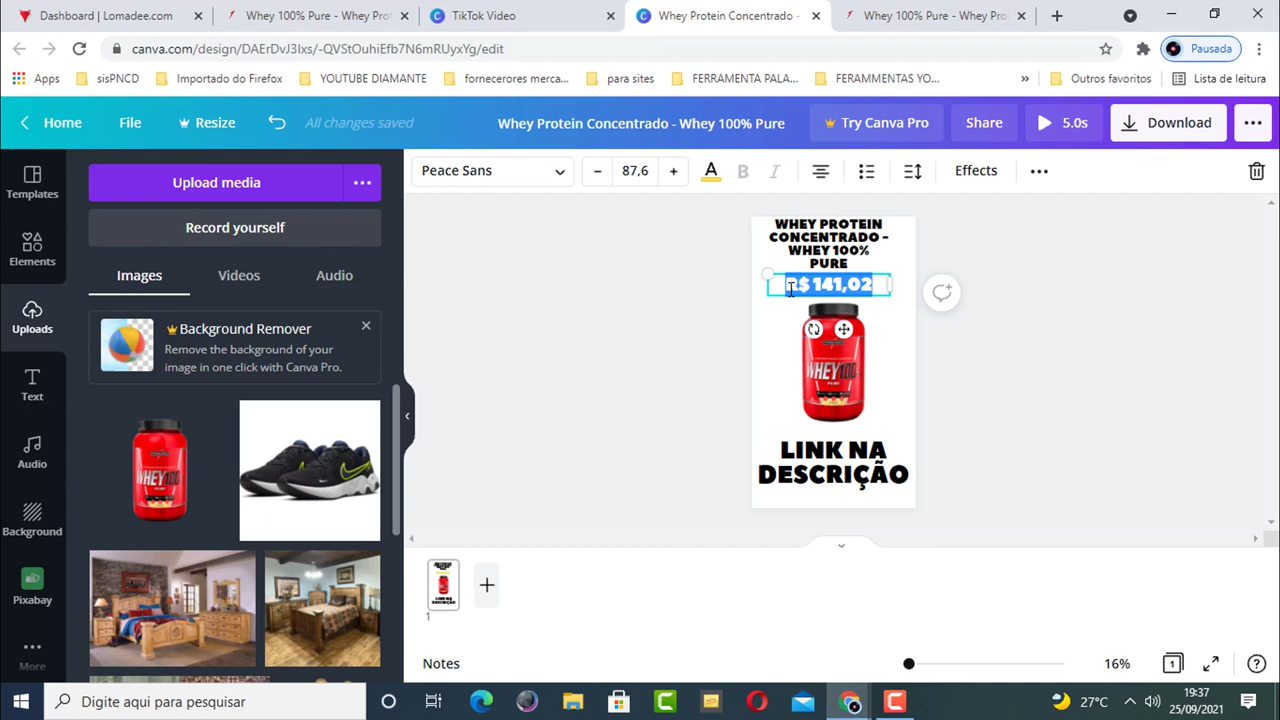 Dashboard | Lomadee.com
Whey 100% Pure - Whey Pro
TikTok Video
Whey Protein Concentrado -
Whey 100% Pure - Whey Pro
canva.com/design/DAErDvJ3Ixs/-QVStOuhiEfb7N6mRUyxYg/edit
Pausada
Apps
sisPNCD
Importado do Firefox
YOUTUBE DIAMANTE
fornecerores merca...
para sites
FERRAMENTA PALA...
FERAMMENTAS YO...
Outros favoritos
Lista de leitura
Home
File
Resize
All changes saved
Whey Protein Concentrado - Whey 100% Pure
Try Canva Pro
Share
5.0s
Download
Templates
Elements
Uploads
Text
Audio
Background
Pixabay
More
Upload media
Record yourself
Images
Videos
Audio
Background Remover
Remove the background of your
image in one click with Canva Pro.
WHEY100
Peace Sans
87,6
A
B
I
Effects
WHEY PROTEIN
CONCENTRADO -
WHEY 100%
PURE
R$ 141,02
WHEY100
LINK NA
DESCRIÇÃO
1
Notes
16%
1
Digite aqui para pesquisar
27°C
19:37
25/09/2021